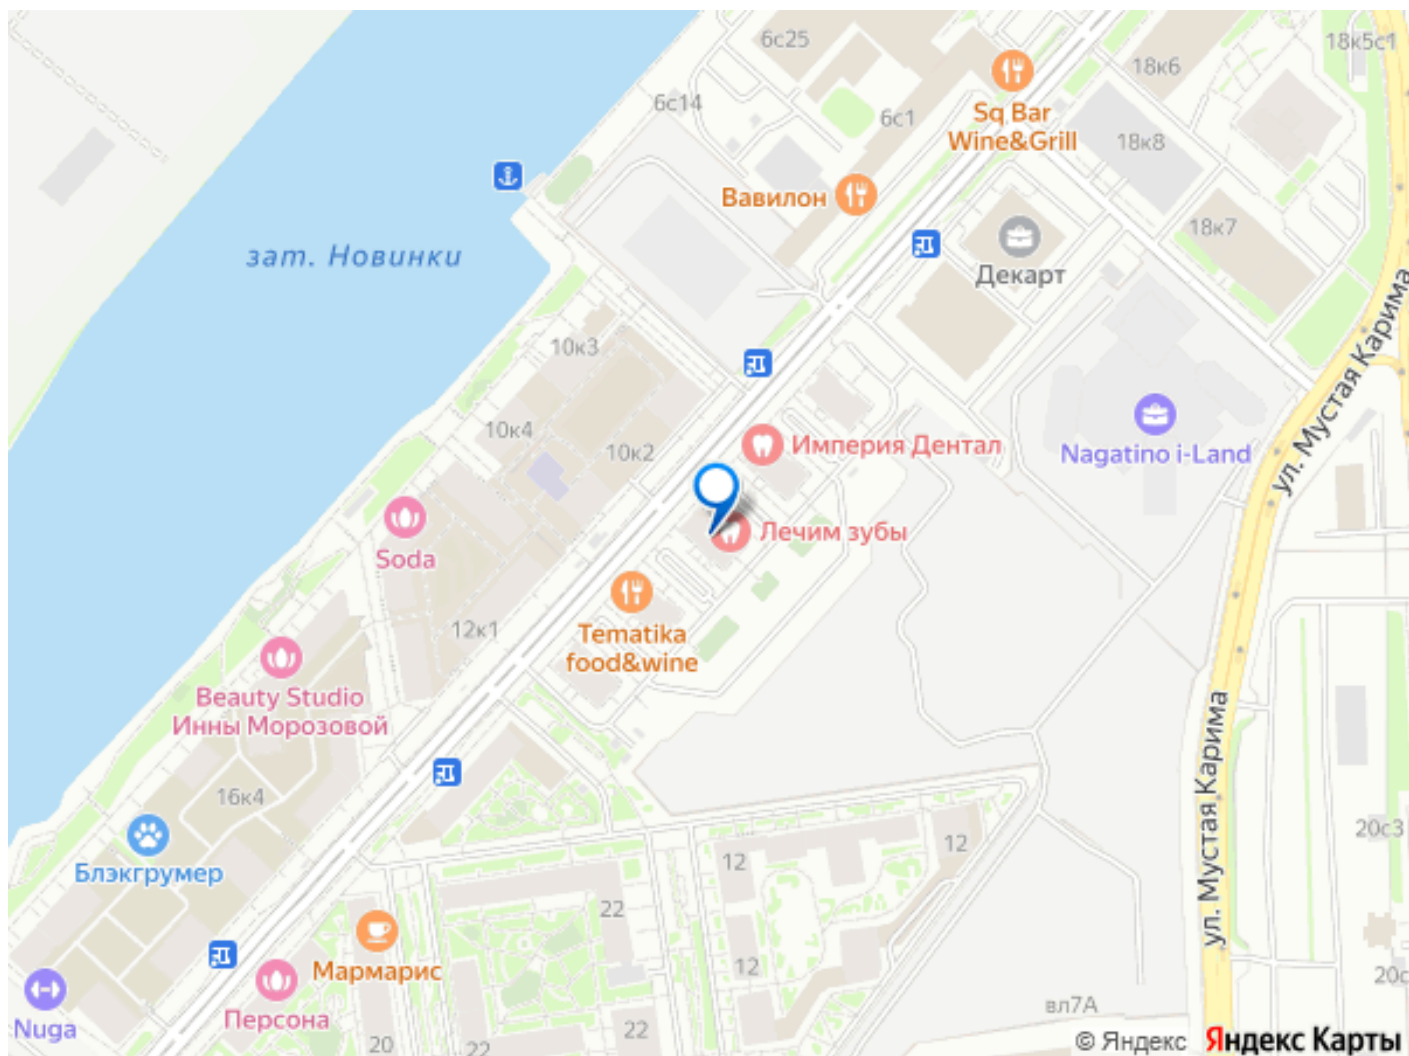 6с25
18к5с1
18к6
6с14
6с1
Sq Bar
Wine&Grill
18к8
Вавилон
18к7
зат. Новинки
Декарт
ул. Мустая Карима
10к3
10к4
10к2
Империя Дентал
Nagatino i-Land
Soda
Лечим зубы
12к1
Tematika
food&wine
Beauty Studio
Инны Морозовой
ул. Мустая Карима
16к4
20с3
Блэкгрумер
12
12
22
Мармарис
12
20с
Nuga
Персона
вл7А
20
22
22
© Яндекс
Яндекс Карты